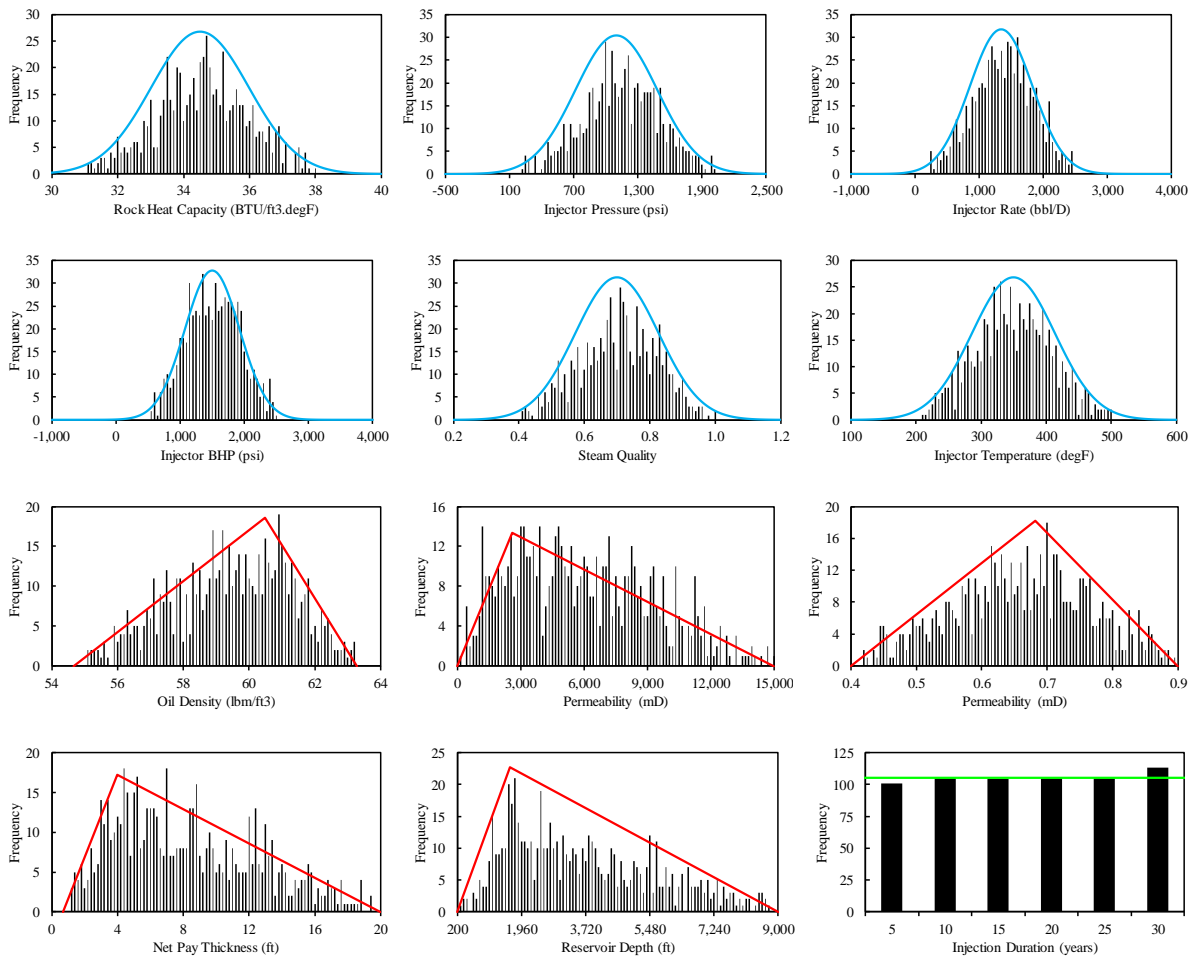 30
25
20
15
10
5
0
Frequency
30 32 34 36 38 40
Rock Heat Capacity (BTU/ft3.degF)
35
30
25
20
15
10
5
0
Frequency
-500 100 700 1,300 1,900 2,500
Injector Pressure (psi)
35
30
25
20
15
10
5
0
Frequency
-1,000 0 1,000 2,000 3,000 4,000
Injector Rate (bbl/D)
35
30
25
20
15
10
5
0
Frequency
-1,000 0 1,000 2,000 3,000 4,000
Injector BHP (psi)
35
30
25
20
15
10
5
0
Frequency
0.2 0.4 0.6 0.8 1.0 1.2
Steam Quality
30
25
20
15
10
5
0
Frequency
100 200 300 400 500 600
Injector Temperature (degF)
20
15
10
5
0
Frequency
54 56 58 60 62 64
Oil Density (lbm/ft3)
16
12
8
4
0
Frequency
0 3,000 6,000 9,000 12,000 15,000
Permeability (mD)
20
16
12
8
4
0
Frequency
0.4 0.5 0.6 0.7 0.8 0.9
Permeability (mD)
20
15
10
5
0
Frequency
0 4 8 12 16 20
Net Pay Thickness (ft)
25
20
15
10
5
0
Frequency
200 1,960 3,720 5,480 7,240 9,000
Reservoir Depth (ft)
125
100
75
50
25
0
Frequency
5 10 15 20 25 30
Injection Duration (years)